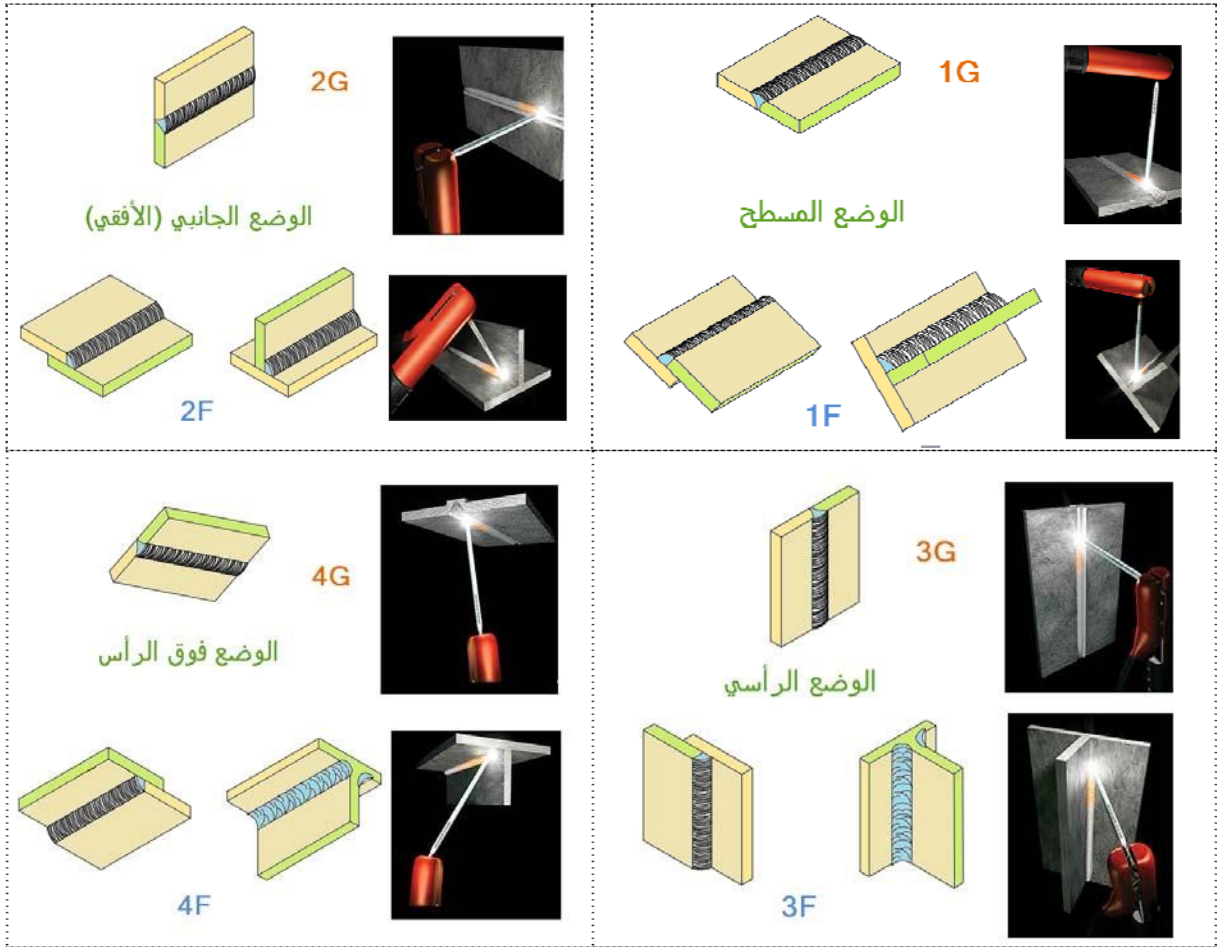 1G
الوضع المسطح
1F
2G
الوضع الجانبي (الأفقي)
2F
3G
الوضع الرأسي
3F
4G
الوضع فوق الرأس
4F